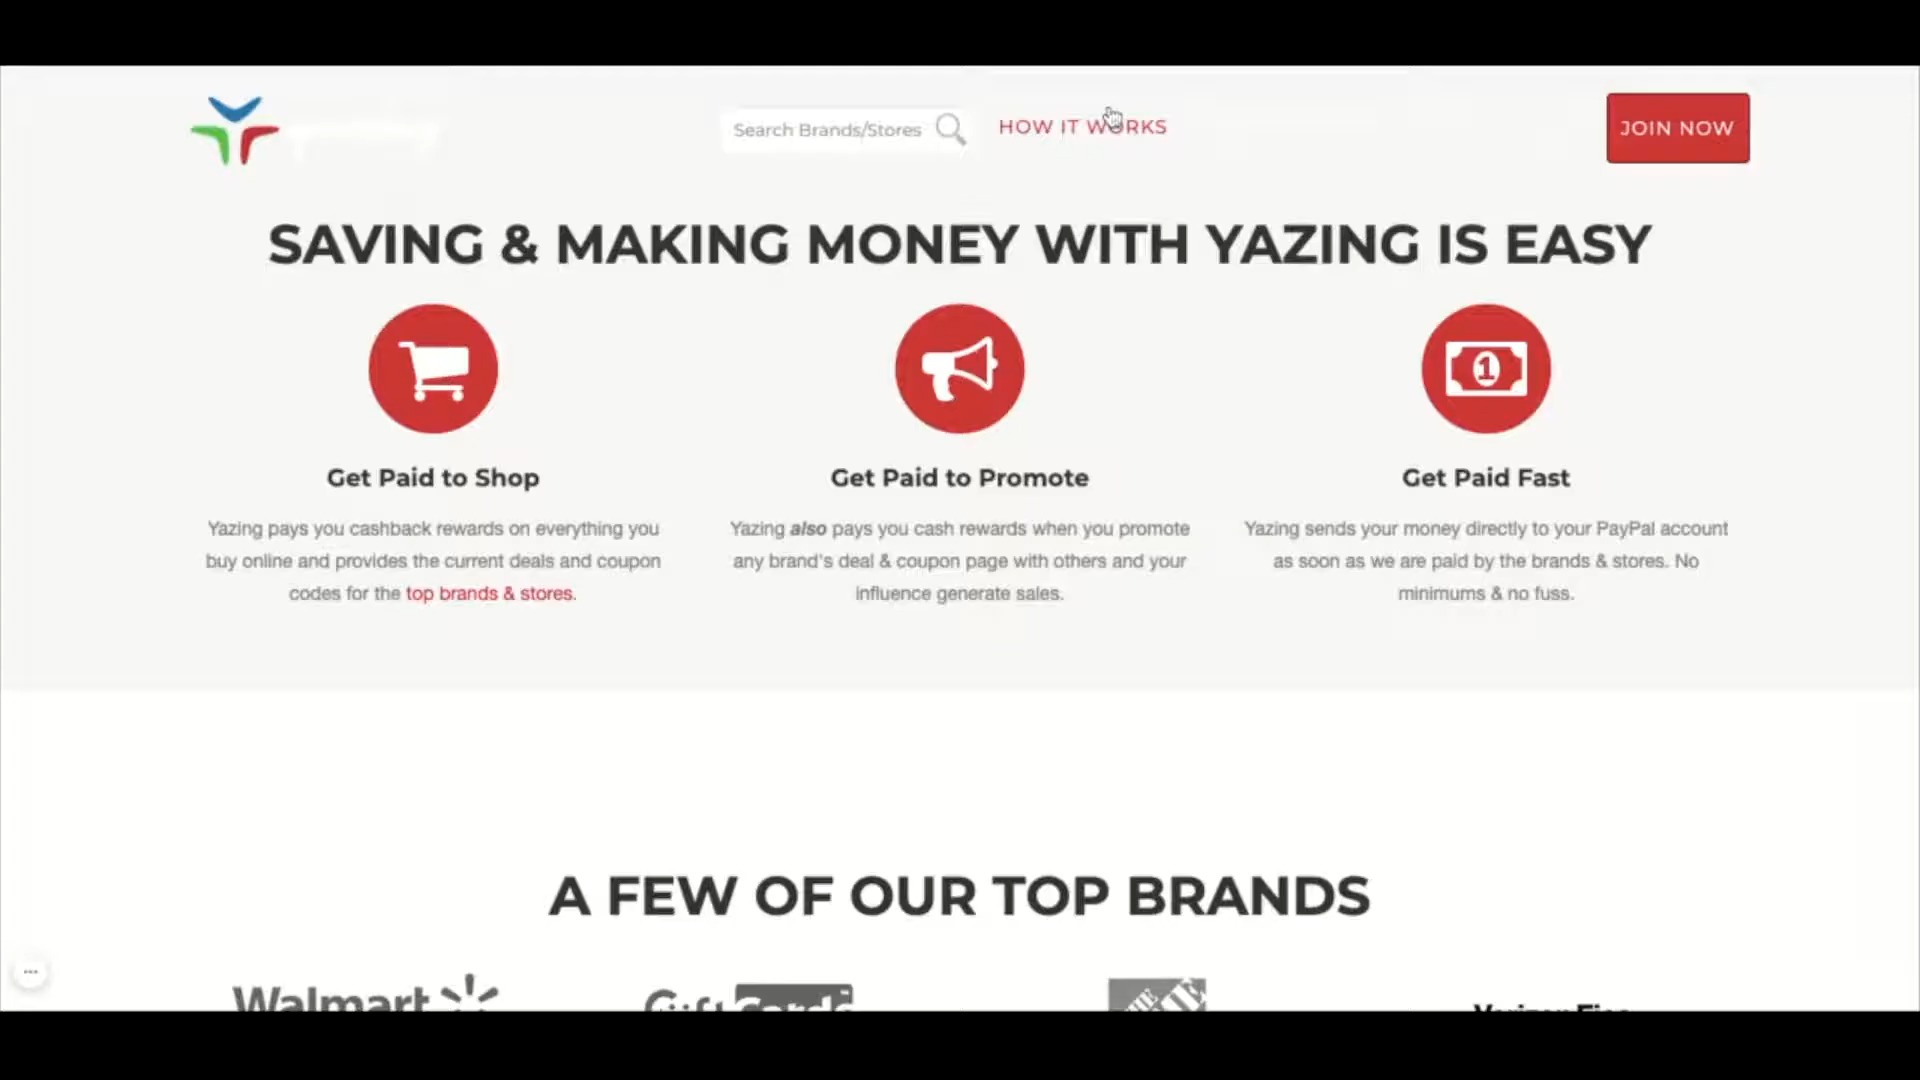 Search Brands/Stores
HOW IT WORKS
JOIN NOW
SAVING & MAKING MONEY WITH YAZING IS EASY
Get Paid to Shop
Yazing pays you cashback rewards on everything you
buy online and provides the current deals and coupon
codes for the top brands & stores.
Get Paid to Promote
Yazing also pays you cash rewards when you promote
any brand's deal & coupon page with others and your
influence generate sales.
Get Paid Fast
Yazing sends your money directly to your PayPal account
as soon as we are paid by the brands & stores. No
minimums & no fuss.
A FEW OF OUR TOP BRANDS
Walmart